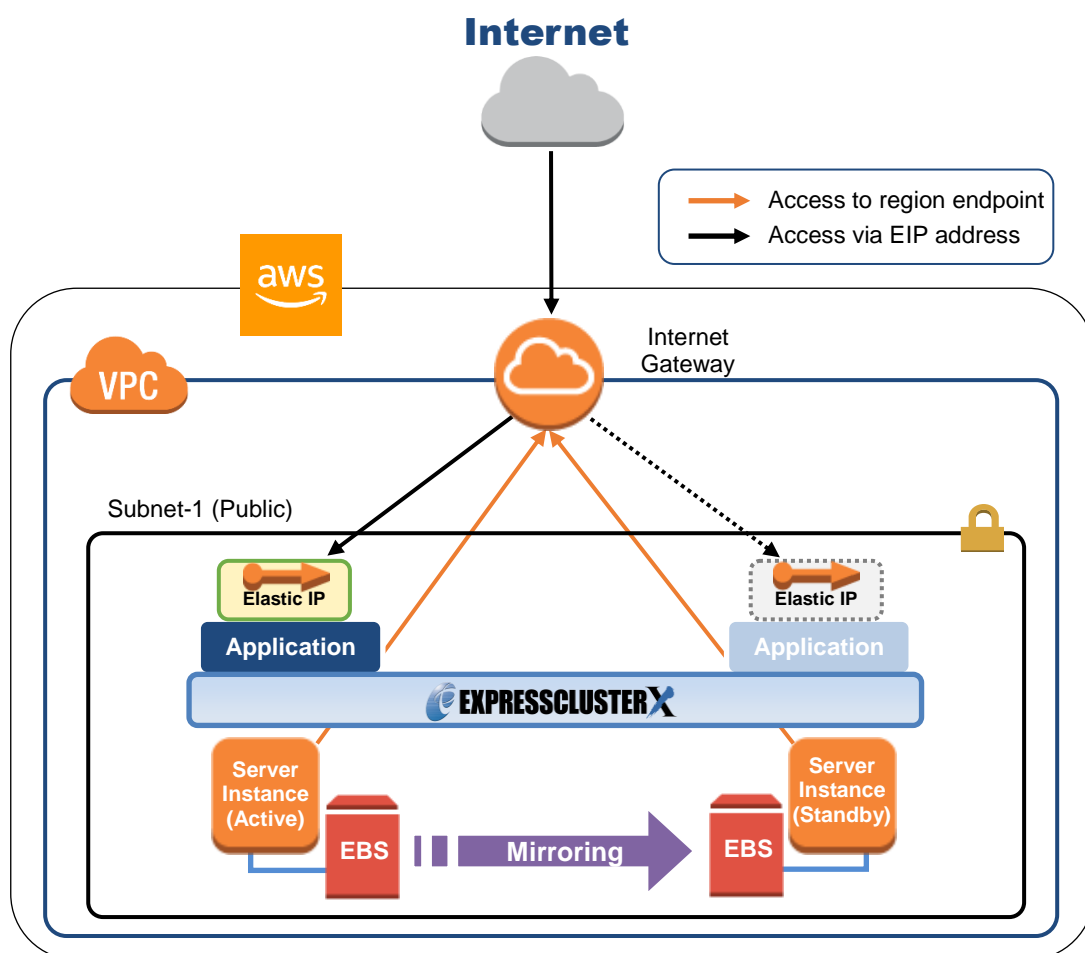 Internet
Access to region endpoint
Access via EIP address
aws
Internet
Gateway
VPC
Subnet-1 (Public)
Elastic IP
Elastic IP
Application
Application
EXPRESSCLUSTER X
Server
Instance
(Active)
Server
Instance
(Standby)
EBS
Mirroring
EBS